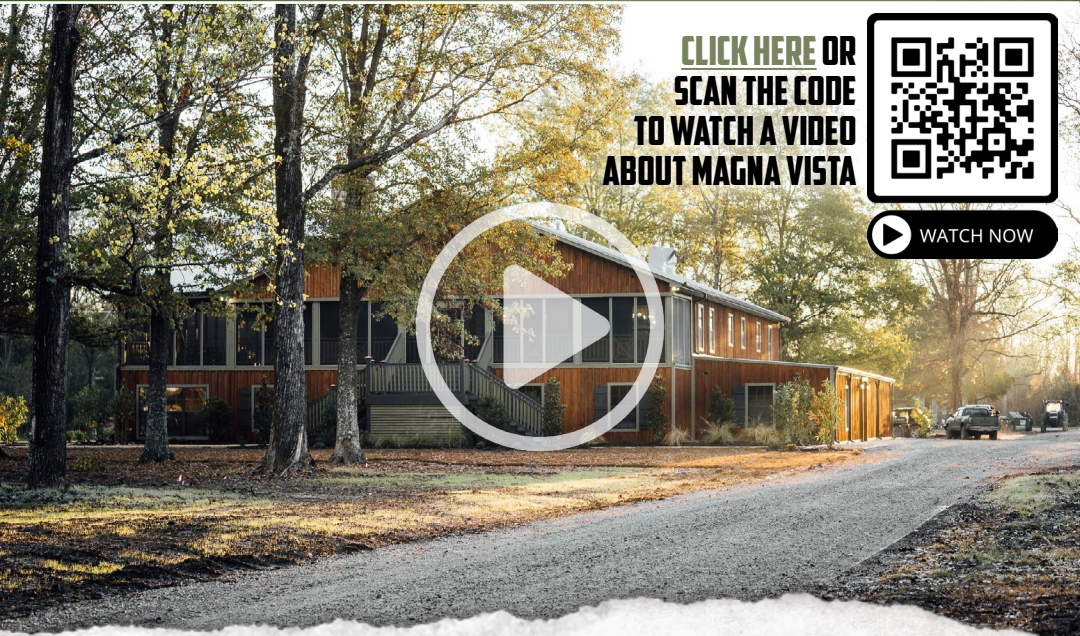 CLICK HERE OR
SCAN THE CODE
TO WATCH A VIDEO
ABOUT MAGNA VISTA
WATCH NOW